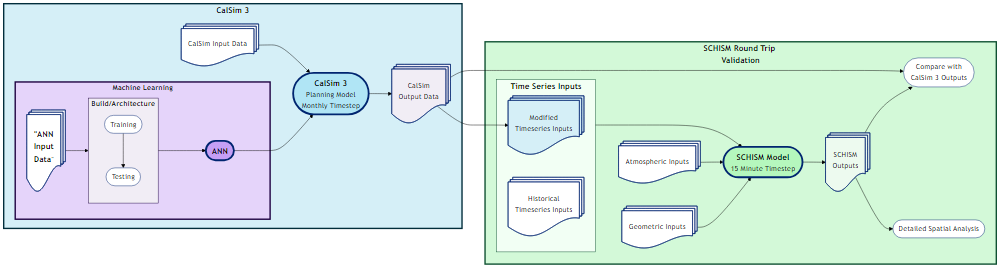 CalSim 3
CalSim Input Data
Machine Learning
"ANN
Input
Data"
Build/Architecture
Training
Testing
ANN
CalSim 3
Planning Model
Monthly Timestep
CalSim
Output Data
SCHISM Round Trip
Validation
Time Series Inputs
Modified
Timeseries Inputs
Historical
Timeseries Inputs
Atmospheric Inputs
Geometric Inputs
SCHISM Model
15 Minute Timestep
SCHISM
Outputs
Compare with
CalSim 3 Outputs
Detailed Spatial Analysis